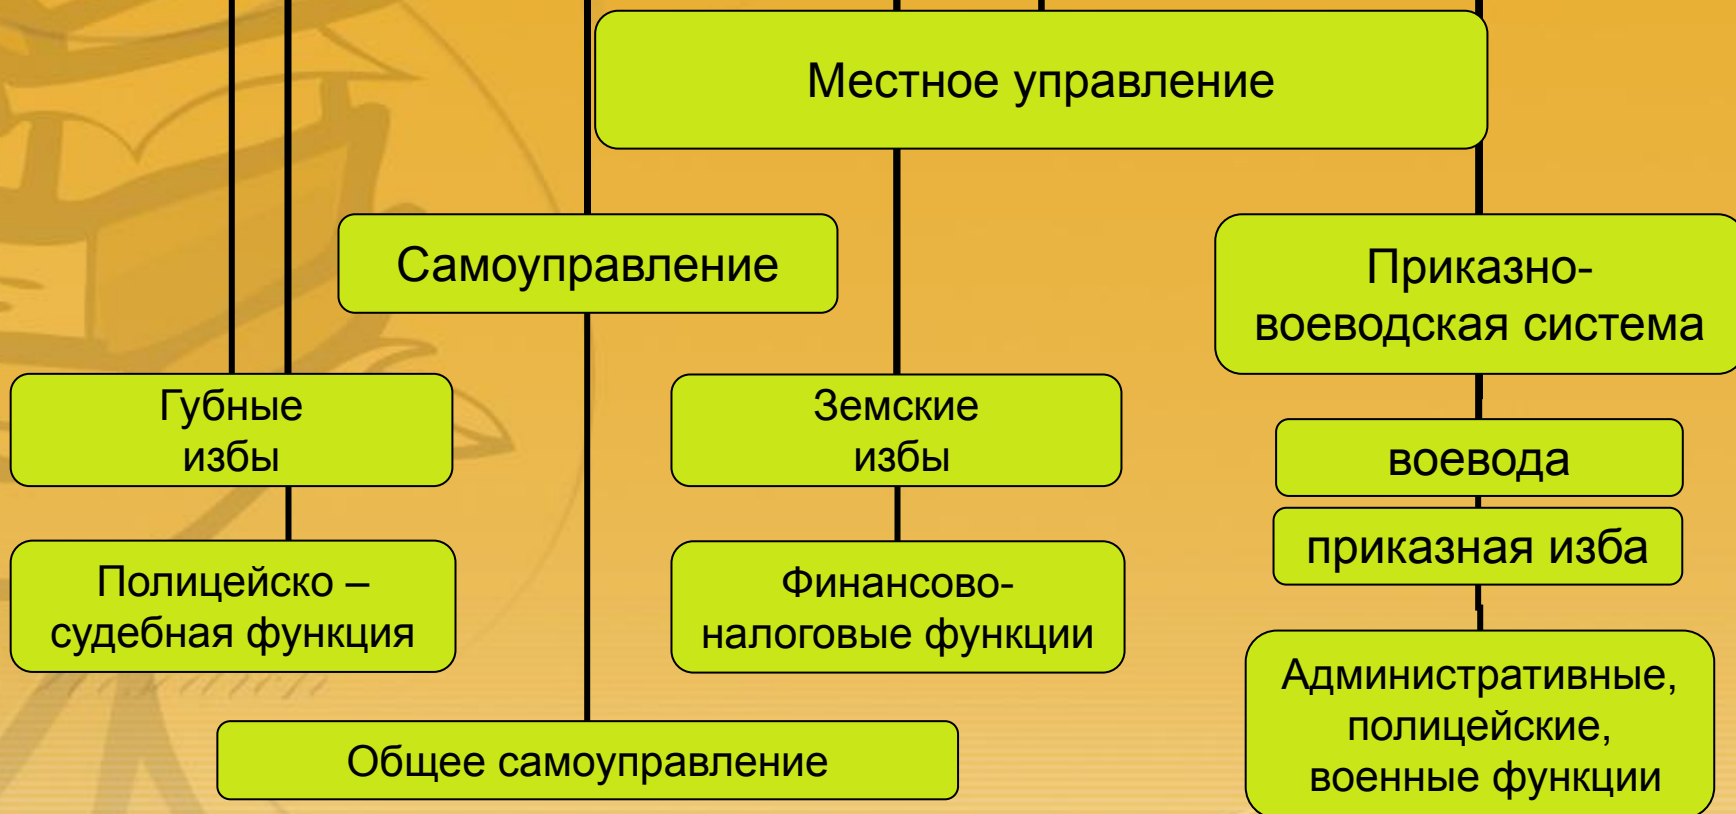 Местное управление
Самоуправление
Приказно-
воеводская система
Губные
избы
Земские
избы
воевода
приказная изба
Полицейско –
судебная функция
Финансово-
налоговые функции
Административные,
полицейские,
военные функции
Общее самоуправление